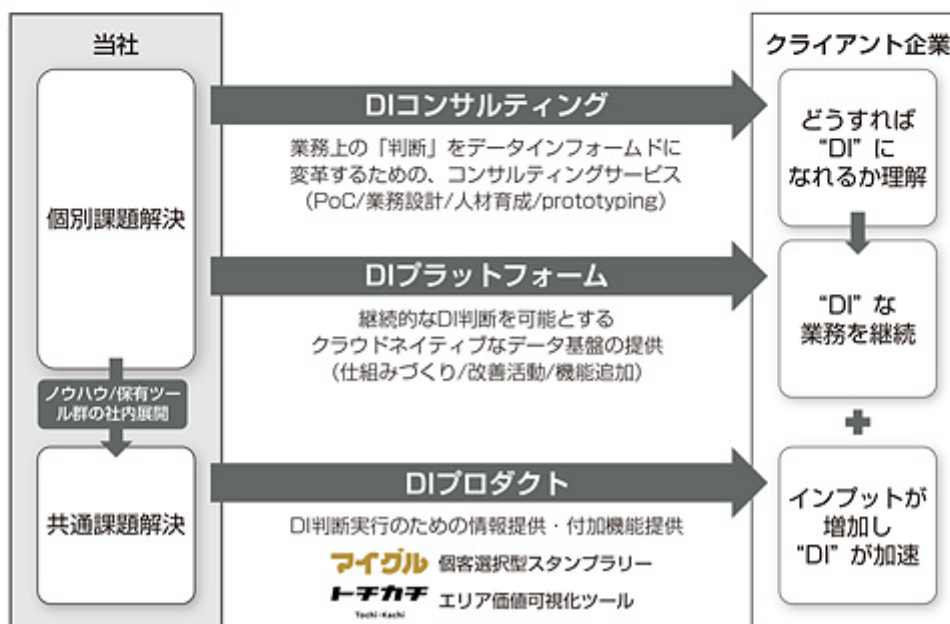 当社
クライアント企業
個別課題解決
DIコンサルティング
業務上の「判断」をデータインフォームドに
変革するための、コンサルティングサービス
(PoC/業務設計/人材育成/prototyping)
どうすれば
“DI” に
なれるか理解
DIプラットフォーム
継続的なDI判断を可能とする
クラウドネイティブなデータ基盤の提供
(仕組みづくり/改善活動/機能追加)
“DI” な
業務を継続
ノウハウ/保有ツー
ル群の社内展開
共通課題解決
DIプロダクト
DI判断実行のための情報提供・付加機能提供
マイグル 個客選択型スタンプラリー
トチカチ エリア価値可視化ツール
Tochi-Kachi
インプットが
増加し
“DI” が加速